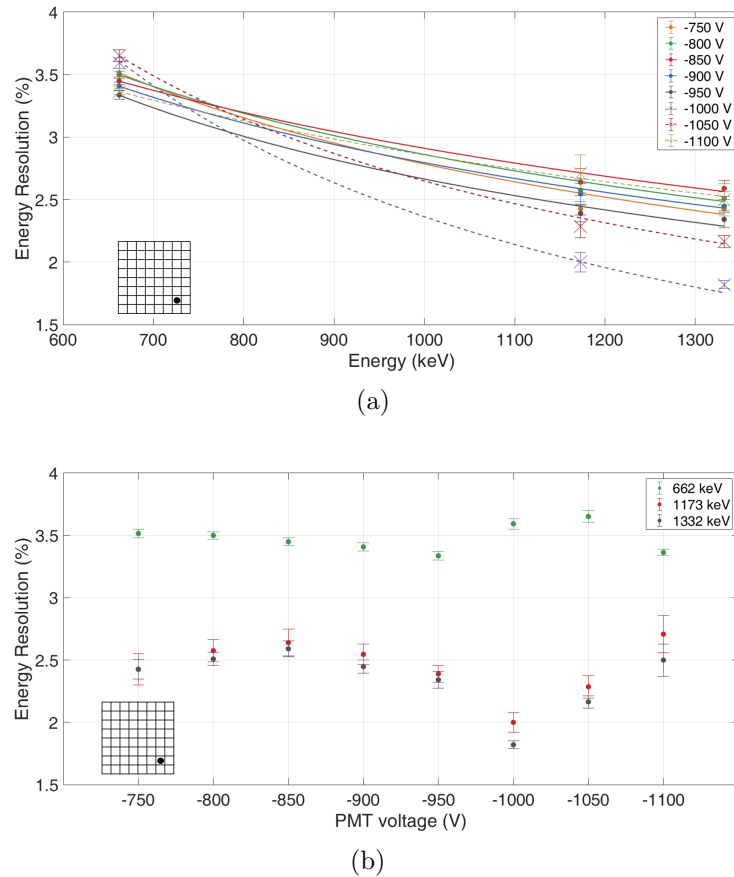 4
3.5
3
2.5
2
1.5
Energy Resolution (%)
-750 V
-800 V
-850 V
-900 V
-950 V
-1000 V
-1050 V
-1100 V
600 700 800 900 1000 1100 1200 1300
Energy (keV)
(a)
4
3.5
3
2.5
2
1.5
Energy Resolution (%)
662 keV
1173 keV
1332 keV
-750 -800 -850 -900 -950 -1000 -1050 -1100
PMT voltage (V)
(b)